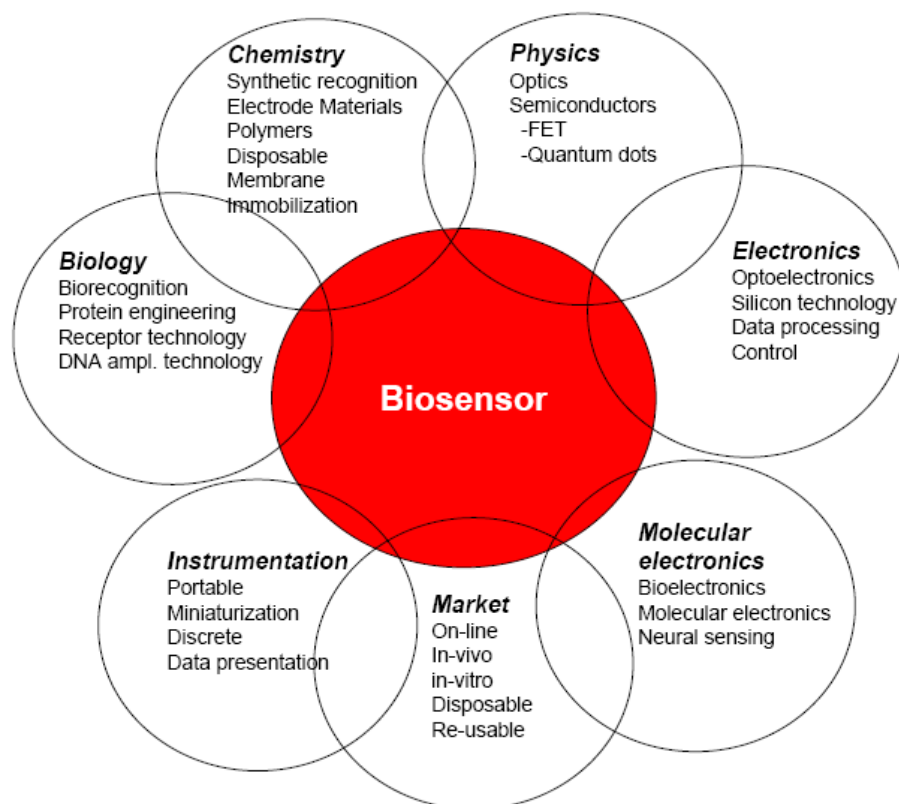 Chemistry
Synthetic recognition
Electrode Materials
Polymers
Disposable
Membrane
Immobilization
Physics
Optics
Semiconductors
-FET
-Quantum dots
Biology
Biorecognition
Protein engineering
Receptor technology
DNA ampl. technology
Electronics
Optoelectronics
Silicon technology
Data processing
Control
Biosensor
Instrumentation
Portable
Miniaturization
Discrete
Data presentation
Market
On-line
In-vivo
in-vitro
Disposable
Re-usable
Molecular
electronics
Bioelectronics
Molecular electronics
Neural sensing